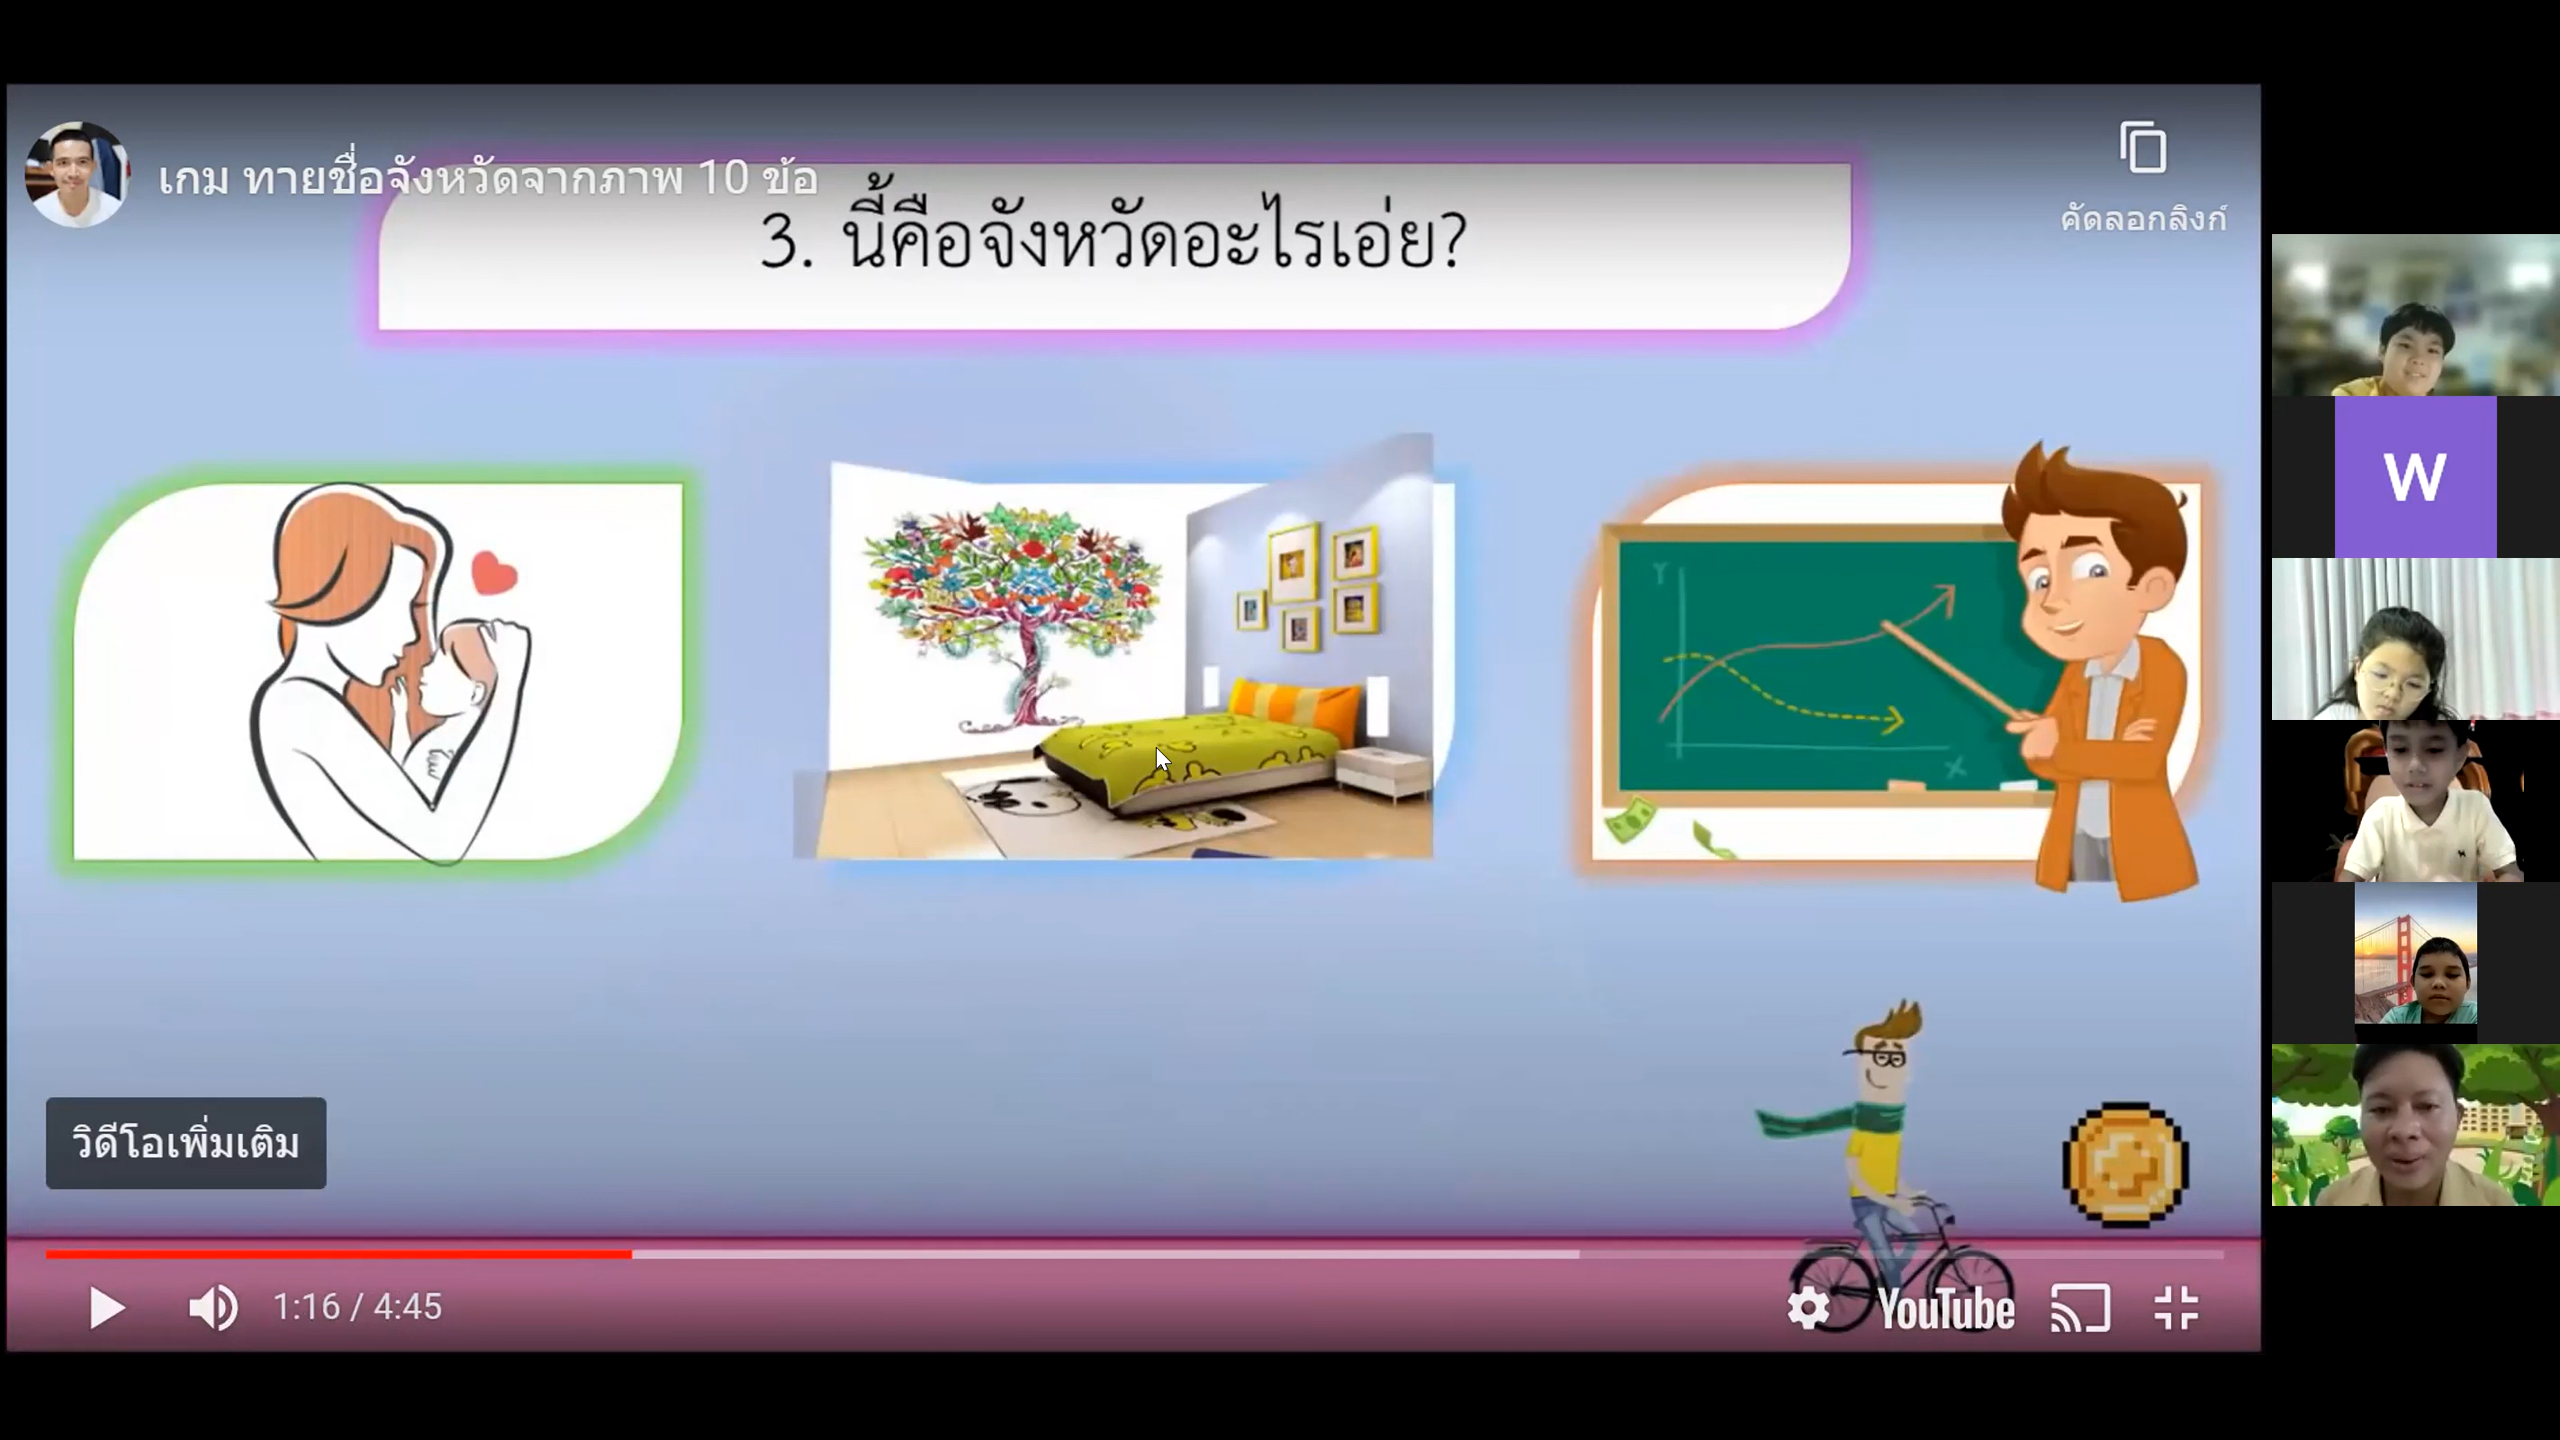 เกม ทายชื่อจังหวัดจากภาพ 10 ข้อ
คัดลอกลิงก์
3. นี้คือจังหวัดอะไรเอ่ย?
W
Y
X
วิดีโอเพิ่มเติม
1:16 / 4:45
YouTube